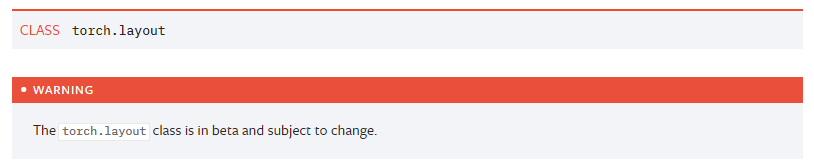 CLASS torch.layout
WARNING
The torch.layout class is in beta and subject to change.